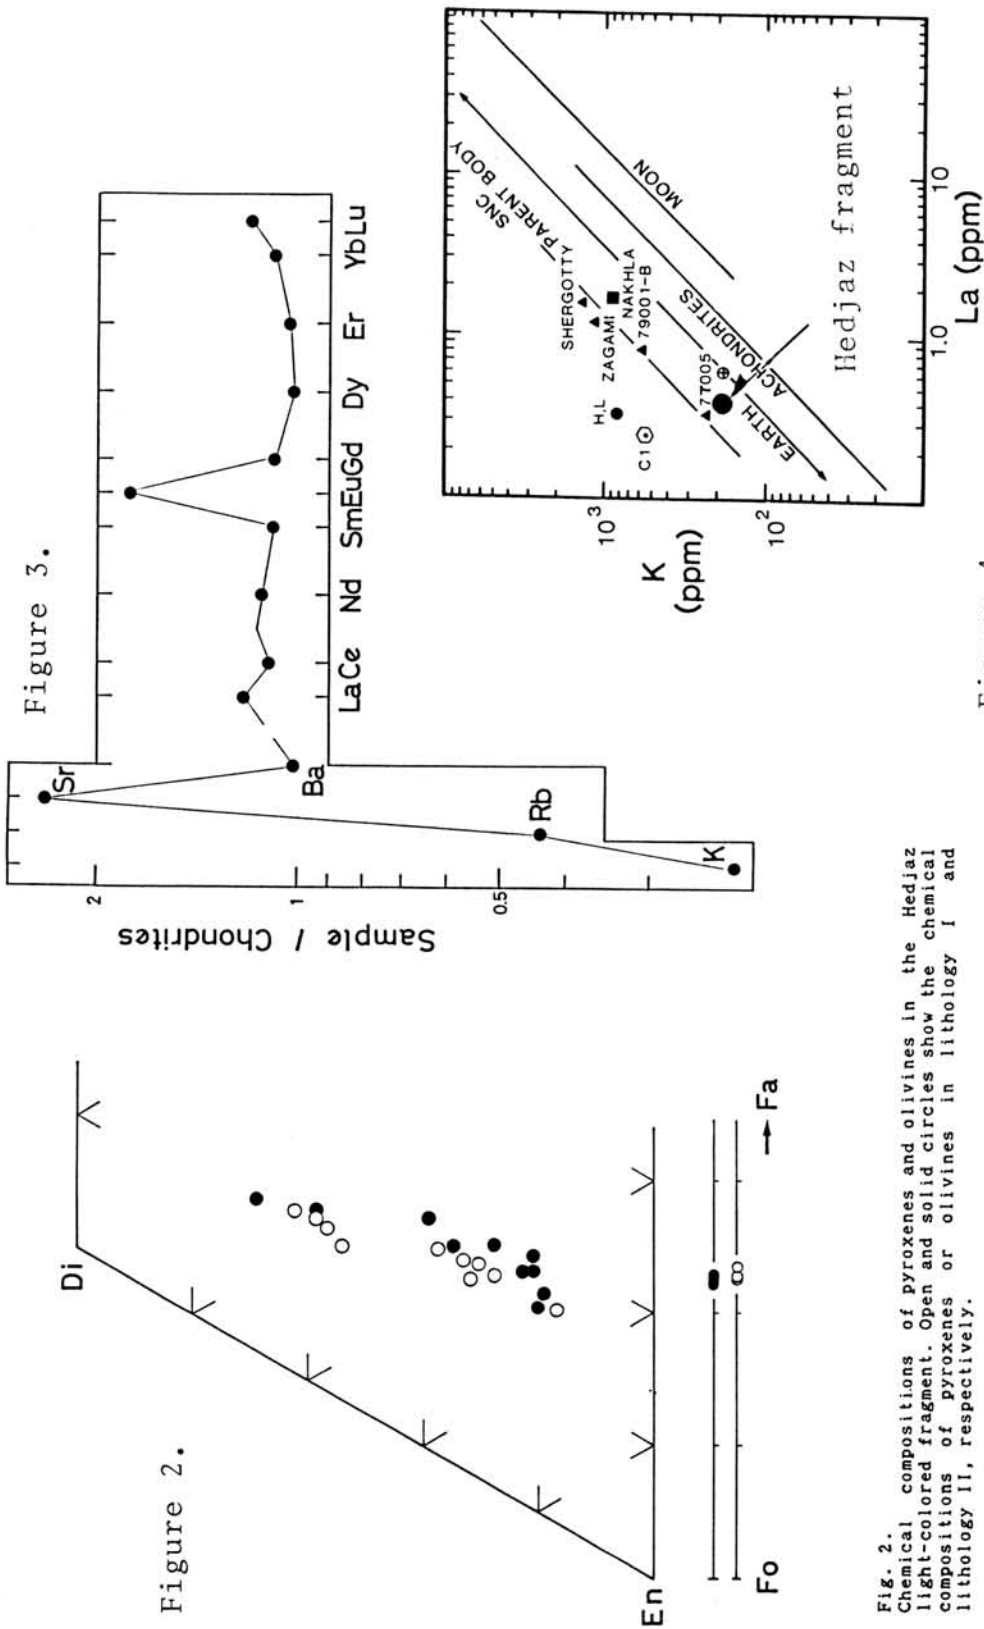 Figure 2.
Di
En
Fo
Fa
Fig. 2.
Chemical compositions of pyroxenes and olivines in the Hedjaz
light-colored fragment. Open and solid circles show the chemical
compositions of pyroxenes or olivines in lithology I and
lithology II, respectively.
Figure 3.
Sample / Chondrites
2
1
0.5
K
Rb
Sr
Ba
La Ce Nd Sm Eu Gd Dy Er Yb Lu
K
(ppm)
10³
10²
SHERGOTTY
ZAGAMI
NAKHLA
79001-B
H,L
C1
77005
SNC
PARENT BODY
EARTH
ACHONDRITES
MOON
Hedjaz fragment
1.0
10
La (ppm)